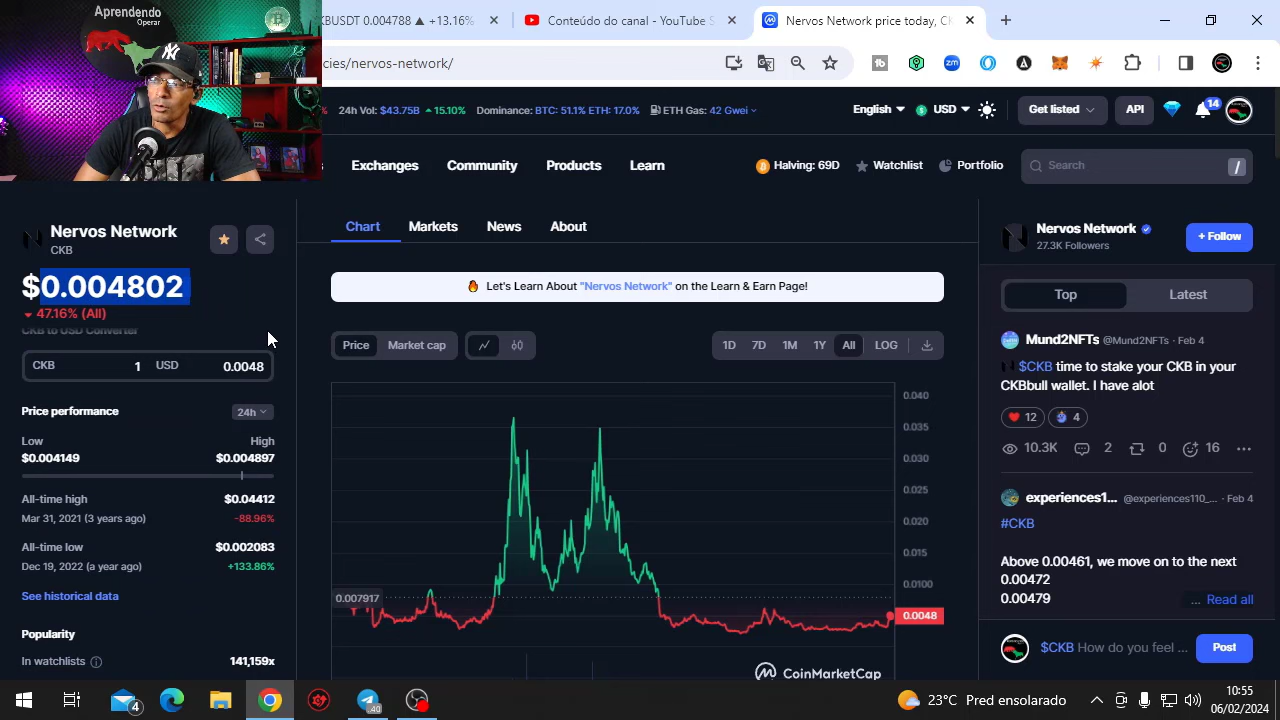 Aprendendo
Operar
KBUSDT 0.004788 ▲ +13.16%
Conteúdo do canal - YouTube S
Nervos Network price today, CK
cies/nervos-network/
24h Vol: $43.75B 15.10% Dominance: BTC: 51.1% ETH: 17.0% ETH Gas: 42 Gwei
English USD Get listed API 14
Exchanges Community Products Learn Halving: 69D Watchlist Portfolio Search /
Nervos Network
CKB
$0.004802
47.16% (All)
CKB to USD Converter
CKB 1 USD 0.0048
Price performance 24h
Low High
$0.004149 $0.004897
All-time high $0.04412
Mar 31, 2021 (3 years ago) -88.96%
All-time low $0.002083
Dec 19, 2022 (a year ago) +133.86%
See historical data
Popularity
In watchlists 141,159x
Chart Markets News About
Let's Learn About "Nervos Network" on the Learn & Earn Page!
Price Market cap 1D 7D 1M 1Y All LOG
0.040
0.035
0.030
0.025
0.020
0.015
0.0100
0.007917
0.0048
CoinMarketCap
Nervos Network
27.3K Followers
+ Follow
Top Latest
Mund2NFTs @Mund2NFTs · Feb 4
$CKB time to stake your CKB in your
CKBbull wallet. I have alot
12 4
10.3K 2 0 16
experiences1... @experiences110_... · Feb 4
#CKB
Above 0.00461, we move on to the next
0.00472
0.00479 ... Read all
$CKB How do you feel ... Post
4 .40 23°C Pred ensolarado 10:55
06/02/2024